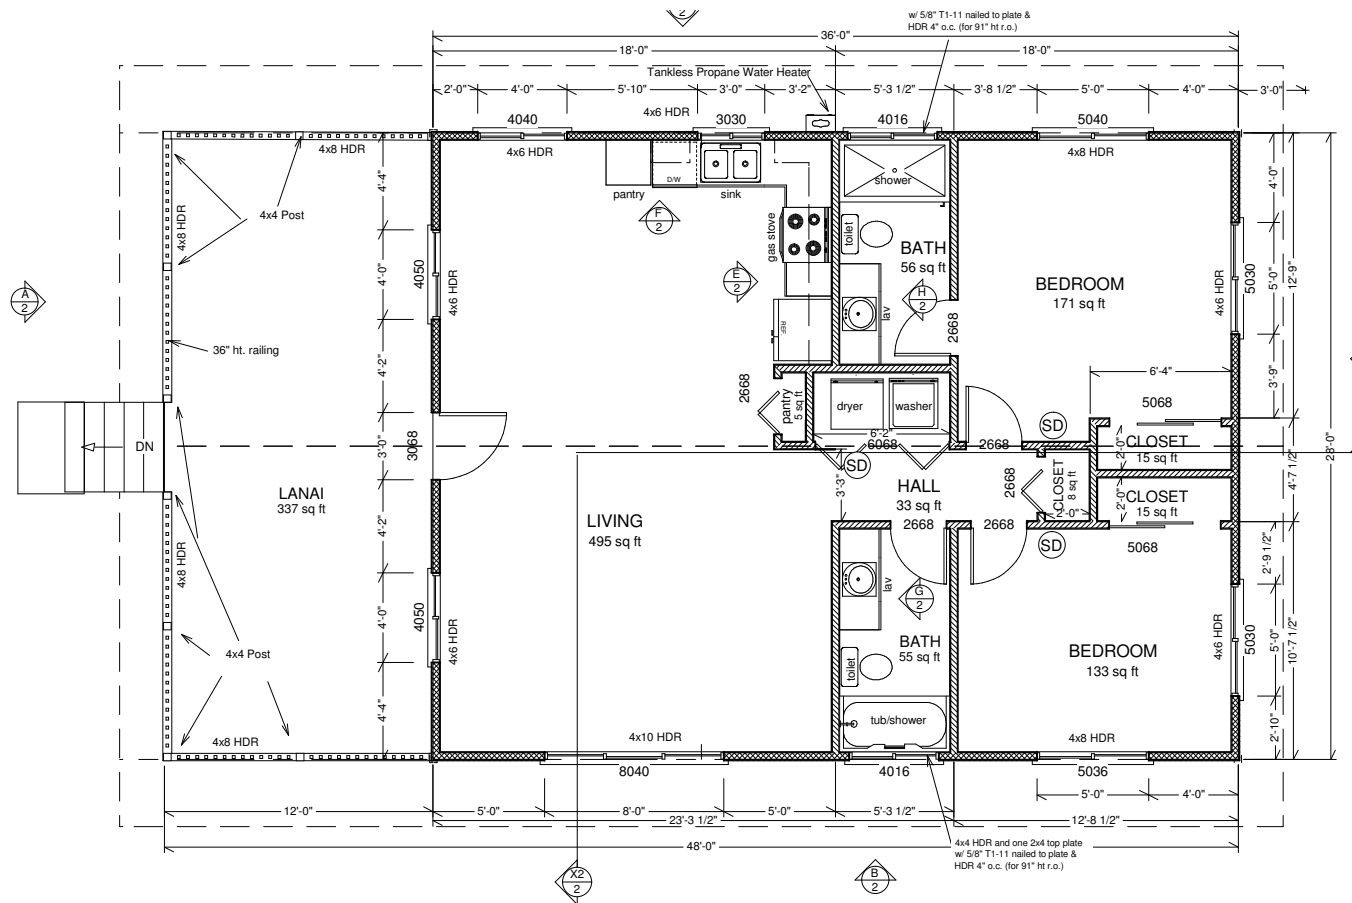 w/ 5/8" T1-11 nailed to plate &
HDR 4" o.c. (for 91" ht r.o.)
2
36'-0"
18'-0"
18'-0"
Tankless Propane Water Heater
2'-0"
4'-0"
5'-10"
3'-0"
3'-2"
5'-3 1/2"
3'-8 1/2"
5'-0"
4'-0"
3'-0"
4x6 HDR
4040
3030
4016
5040
4x8 HDR
4x6 HDR
4x8 HDR
D/W
pantry
sink
shower
4x4 Post
4x8 HDR
4'-4"
4'-0"
4'-2"
3'-0"
4'-2"
4'-0"
4'-4"
F
2
gas stove
toilet
BATH
56 sq ft
E
2
H
2
lav
REF
2668
BEDROOM
171 sq ft
4050
4x6 HDR
A
2
36" ht. railing
4'-0"
5'-0"
3'-9"
12'-9"
4'-7 1/2"
28'-0"
5030
4x6 HDR
6'-4"
5068
2668
pantry
5 sq ft
dryer
washer
6'-2"
6068
2668
SD
SD
2'-0"
CLOSET
15 sq ft
DN
3068
3'-3"
HALL
33 sq ft
2668
CLOSET
8 sq ft
2'-0"
2'-0"
CLOSET
15 sq ft
LANAI
337 sq ft
LIVING
495 sq ft
2668
2668
SD
5068
2'-9 1/2"
5'-0"
2'-10"
10'-7 1/2"
4x8 HDR
4050
4x6 HDR
lav
G
2
BATH
55 sq ft
toilet
tub/shower
BEDROOM
133 sq ft
4x6 HDR
5030
4x4 Post
4x8 HDR
4x10 HDR
4x8 HDR
8040
4016
5036
5'-0"
4'-0"
12'-0"
5'-0"
8'-0"
5'-0"
5'-3 1/2"
23'-3 1/2"
12'-8 1/2"
48'-0"
4x4 HDR and one 2x4 top plate
w/ 5/8" T1-11 nailed to plate &
HDR 4" o.c. (for 91" ht r.o.)
X2
2
B
2